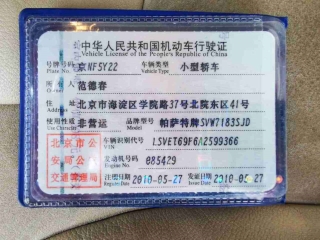 中华人民共和国机动车行驶证
Vehicle License of the People's Republic of China
号牌号码 Plate No. 京NF5Y22 车辆类型 Vehicle Type 小型轿车
所有人 Owner 范德春
住址 Address 北京市海淀区学院路37号北院东区41号
使用性质 Use Character 非营运 品牌型号 Model 帕萨特牌SVW7183SJD
北京市公安局公安交通管理局
车辆识别代号 VIN LSVET69F6A2599366
发动机号码 Engine No. 085429
注册日期 Register Date 2010-05-27 发证日期 Issue Date 2010-05-27